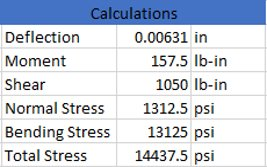 Calculations
Deflection 0.00631 in
Moment 157.5 lb-in
Shear 1050 lb-in
Normal Stress 1312.5 psi
Bending Stress 13125 psi
Total Stress 14437.5 psi